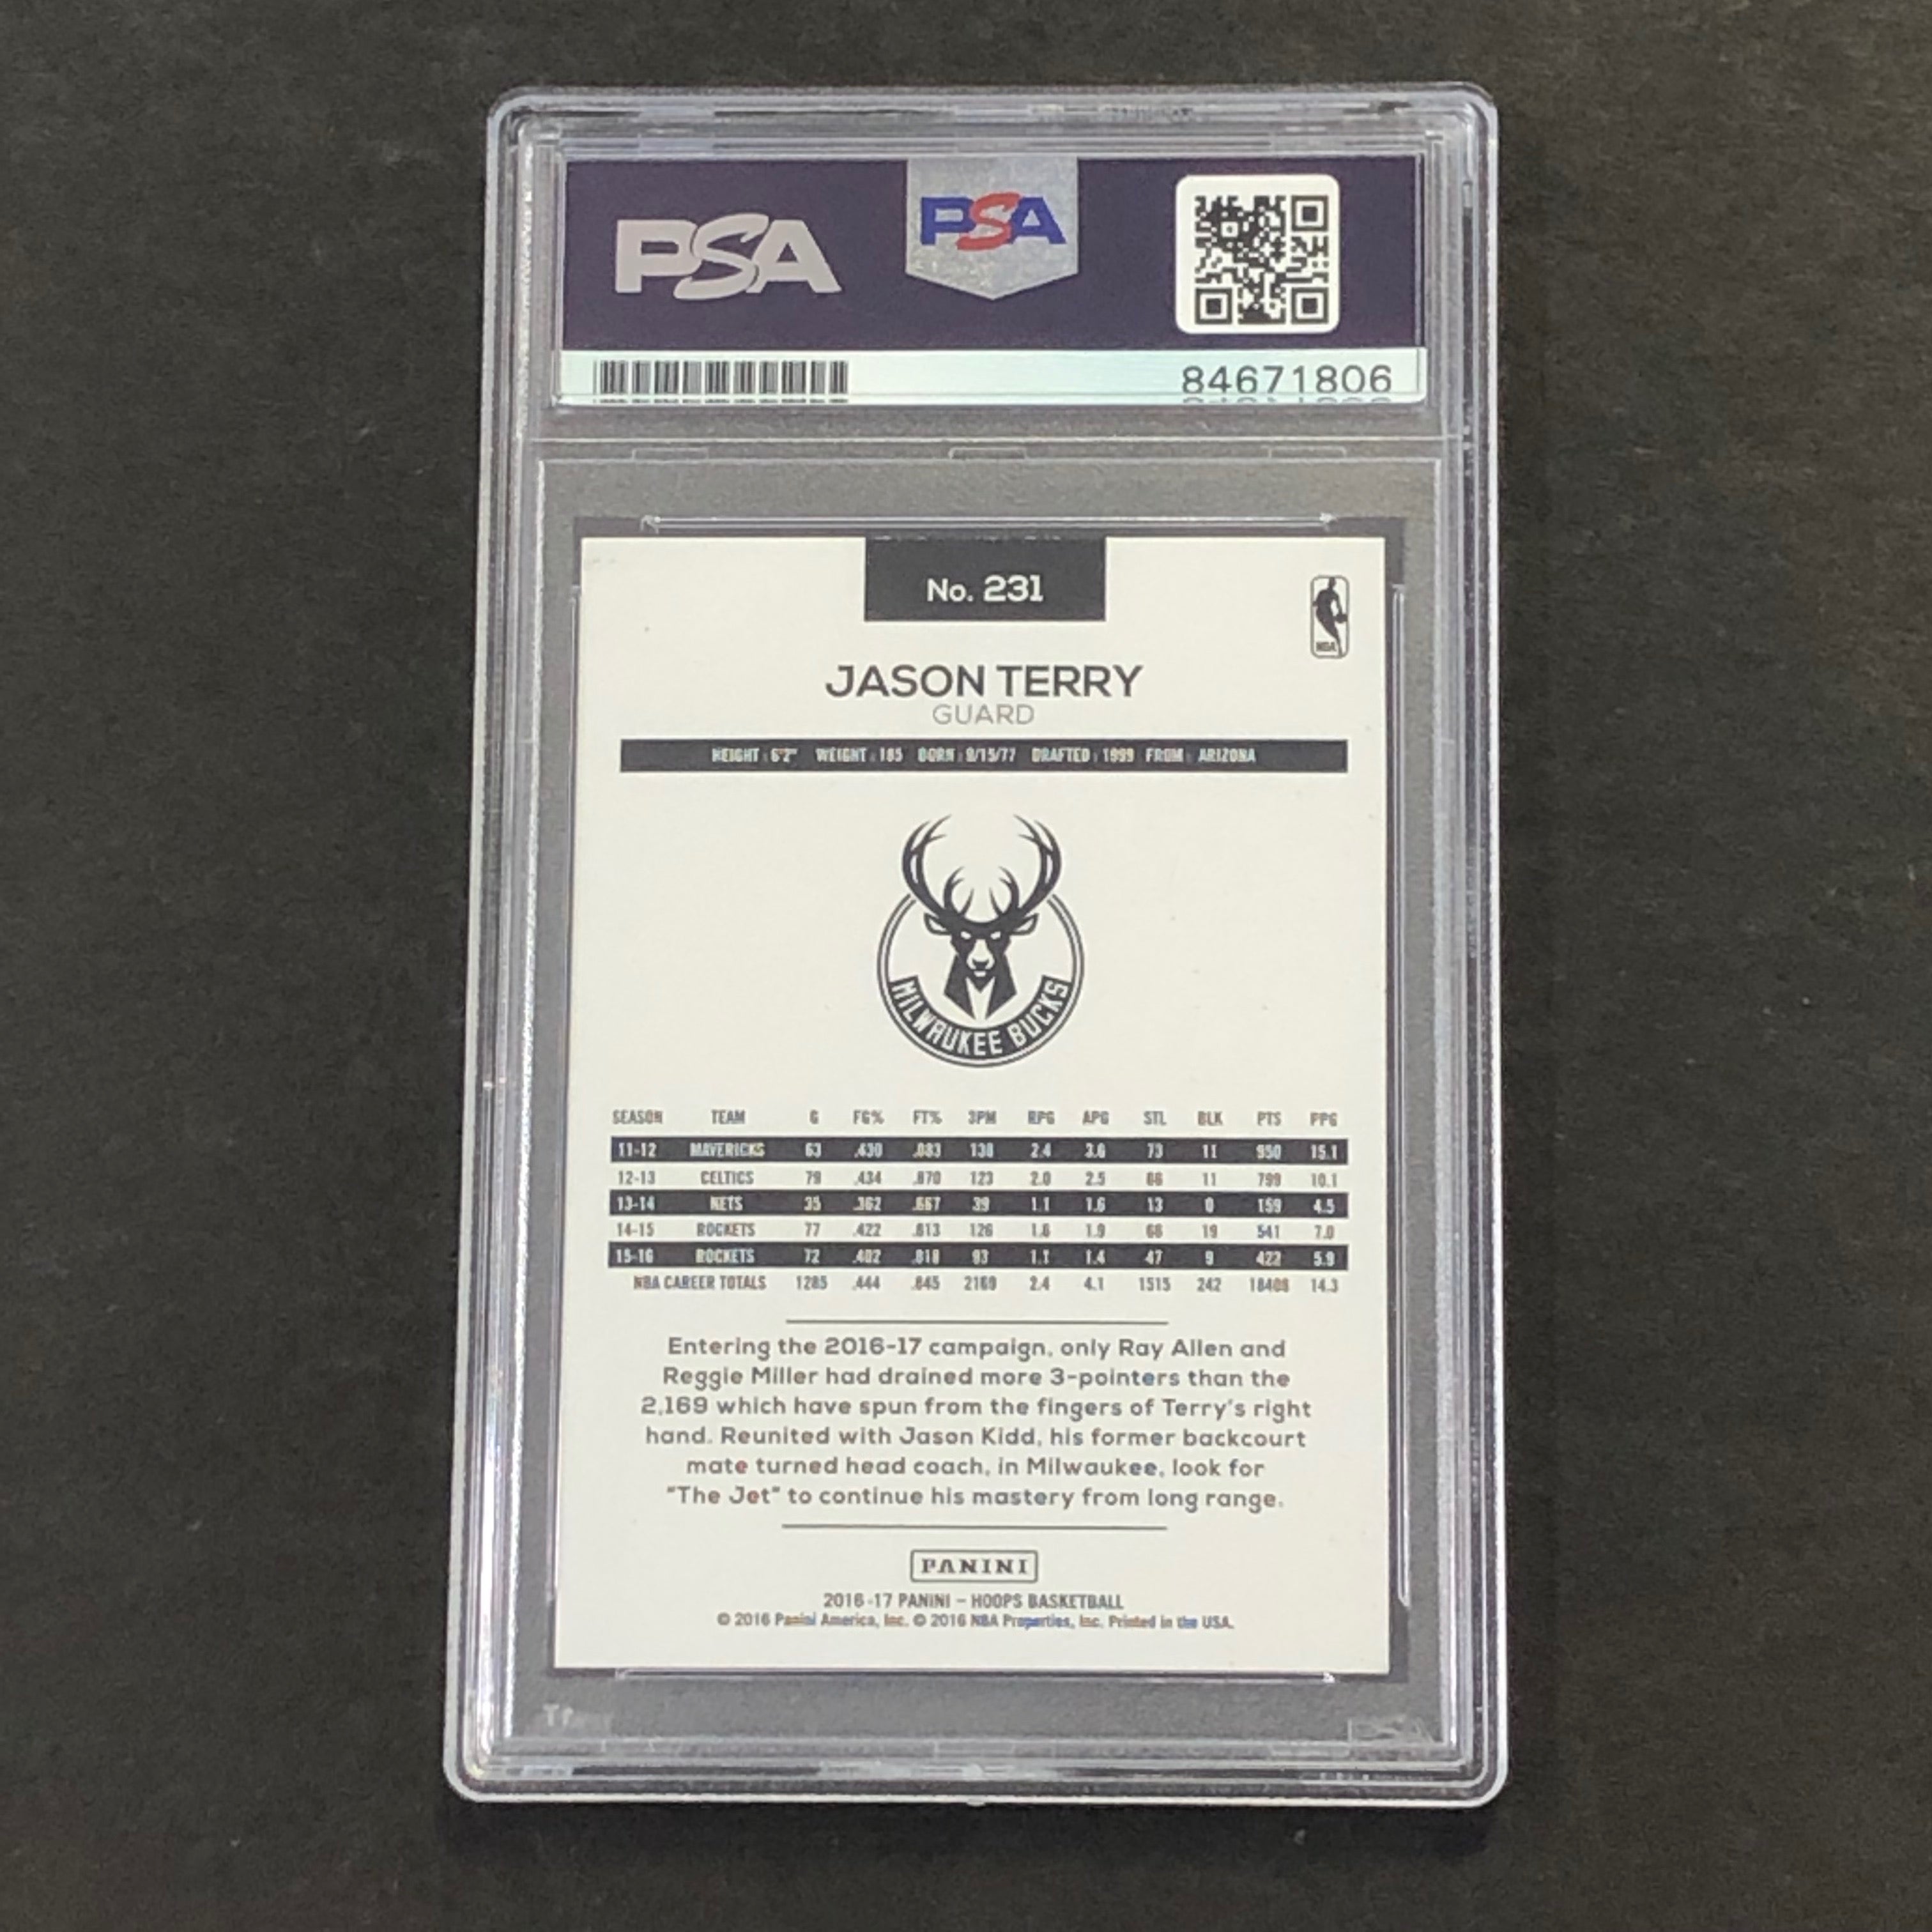 PSA
PSA
84671806
No. 231
NBA
JASON TERRY
GUARD
HEIGHT : 6'2" WEIGHT : 185 BORN : 9/15/77 DRAFTED : 1999 FROM : ARIZONA
MILWAUKEE BUCKS
SEASON TEAM G FG% FT% 3PM RPG APG STL BLK PTS PPG
11-12 MAVERICKS 63 .430 .883 138 2.4 3.6 73 11 950 15.1
12-13 CELTICS 79 .434 .870 123 2.0 2.5 66 11 799 10.1
13-14 NETS 35 .362 .667 39 1.1 1.6 13 0 159 4.5
14-15 ROCKETS 77 .422 .813 126 1.6 1.9 68 19 541 7.0
15-16 ROCKETS 72 .402 .818 93 1.1 1.4 47 9 422 5.9
NBA CAREER TOTALS 1285 .444 .845 2169 2.4 4.1 1515 242 18408 14.3
Entering the 2016-17 campaign, only Ray Allen and
Reggie Miller had drained more 3-pointers than the
2,169 which have spun from the fingers of Terry's right
hand. Reunited with Jason Kidd, his former backcourt
mate turned head coach, in Milwaukee, look for
"The Jet" to continue his mastery from long range.
PANINI
2016-17 PANINI – HOOPS BASKETBALL
© 2016 Panini America, Inc. © 2016 NBA Properties, Inc. Printed in the USA.